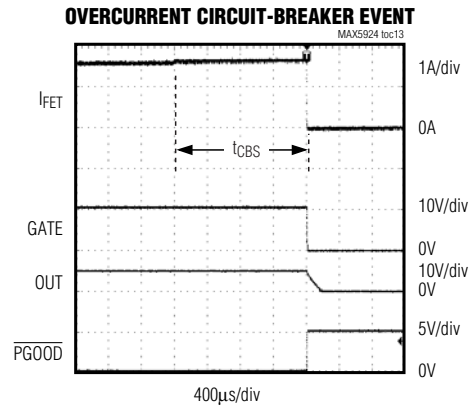 OVERCURRENT CIRCUIT-BREAKER EVENT
MAX5924 toc13
1A/div
IFET
0A
tCBS
10V/div
GATE
0V
10V/div
OUT
0V
5V/div
PGOOD
0V
400μs/div